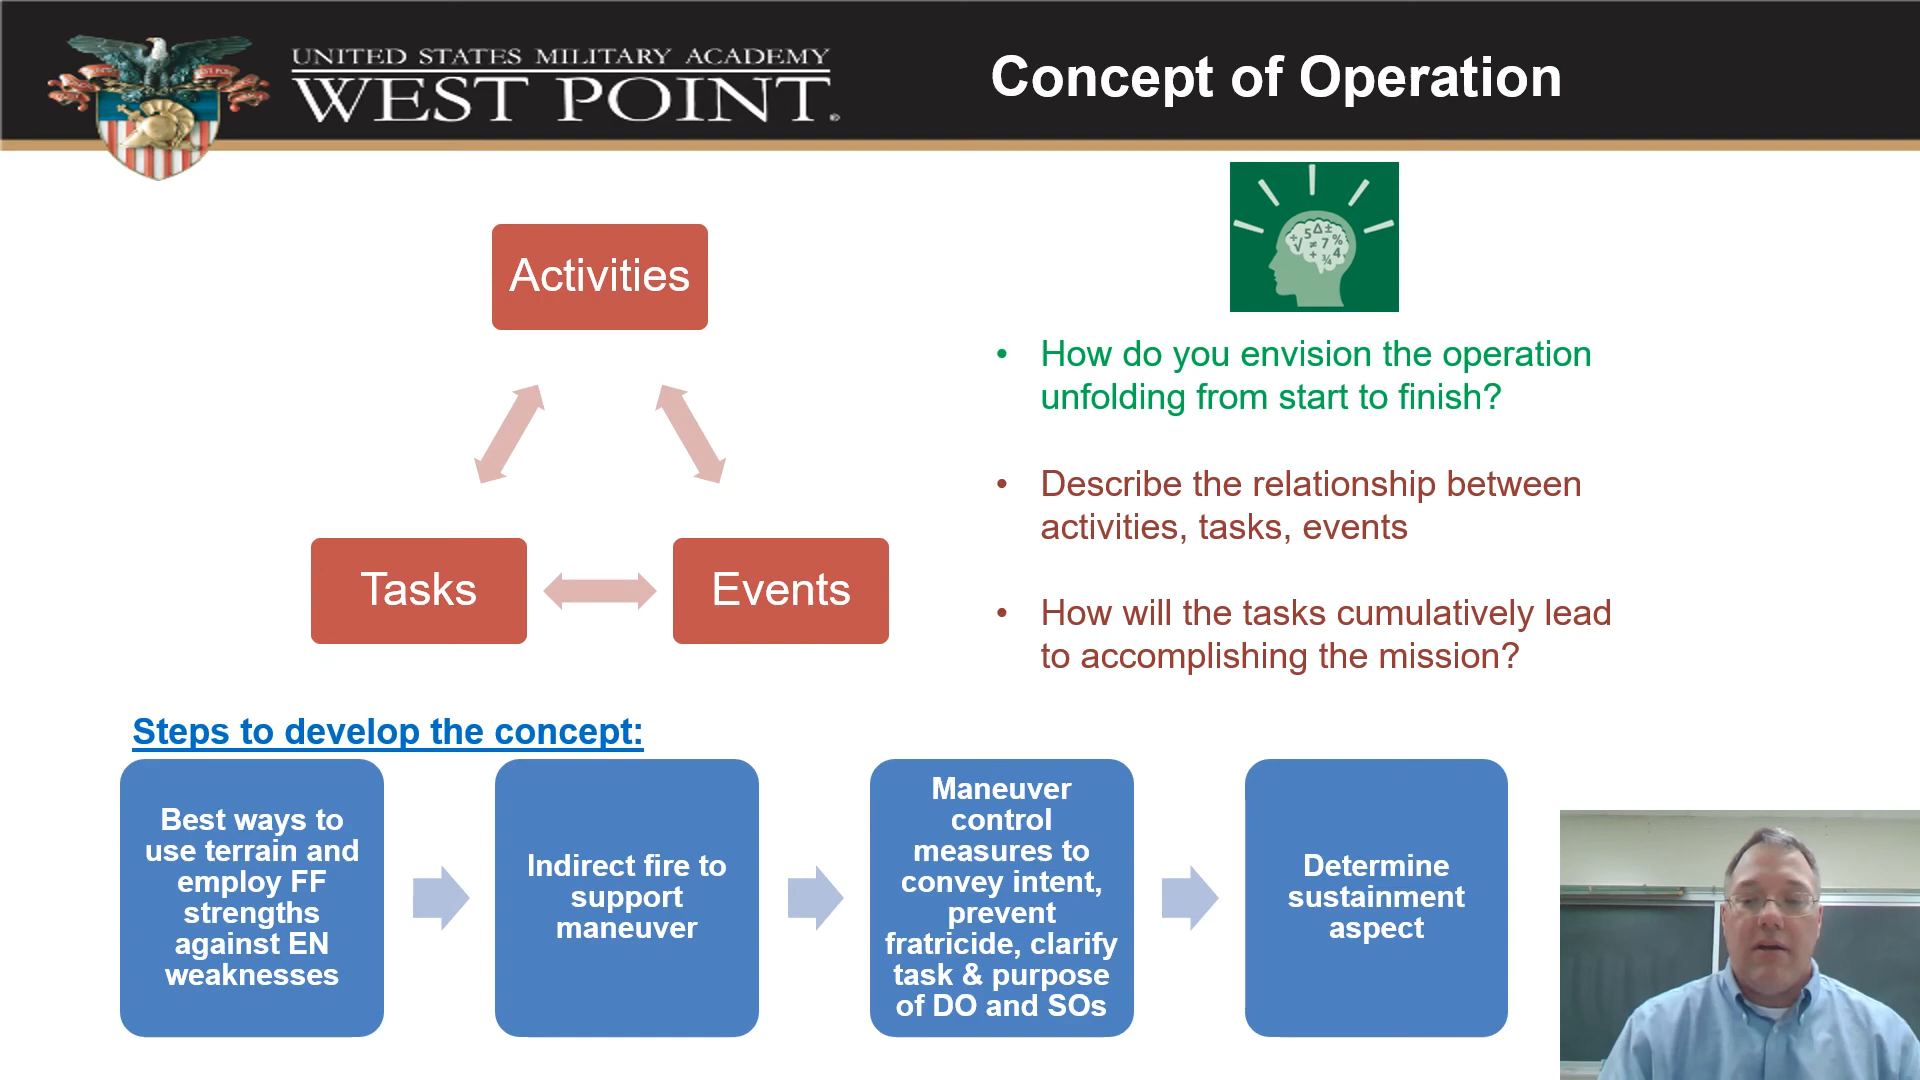 UNITED STATES MILITARY ACADEMY
WEST POINT
Concept of Operation
Activities
Tasks
Events
• How do you envision the operation
unfolding from start to finish?
• Describe the relationship between
activities, tasks, events
• How will the tasks cumulatively lead
to accomplishing the mission?
Steps to develop the concept:
Best ways to
use terrain and
employ FF
strengths
against EN
weaknesses
Indirect fire to
support
maneuver
Maneuver
control
measures to
convey intent,
prevent
fratricide, clarify
task & purpose
of DO and SOs
Determine
sustainment
aspect